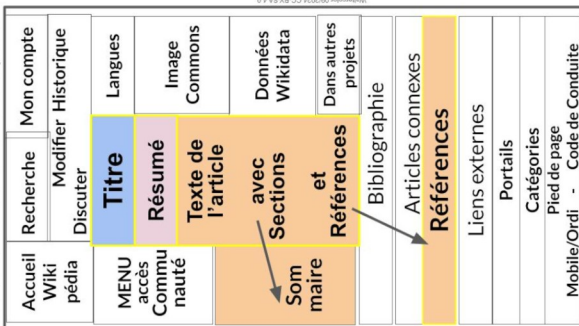 Accueil
Wiki
pédia
Recherche
Mon compte
Modifier Historique
Discuter
MENU
accès
Commu
nauté
Titre
Langues
Résumé
Image
Commons
Texte de
l'article
avec
Sections
et
Références
Données
Wikidata
Dans autres
projets
Som
maire
Bibliographie
Articles connexes
Références
Liens externes
Portails
Catégories
Pied de page
Mobile/Ordi - Code de Conduite